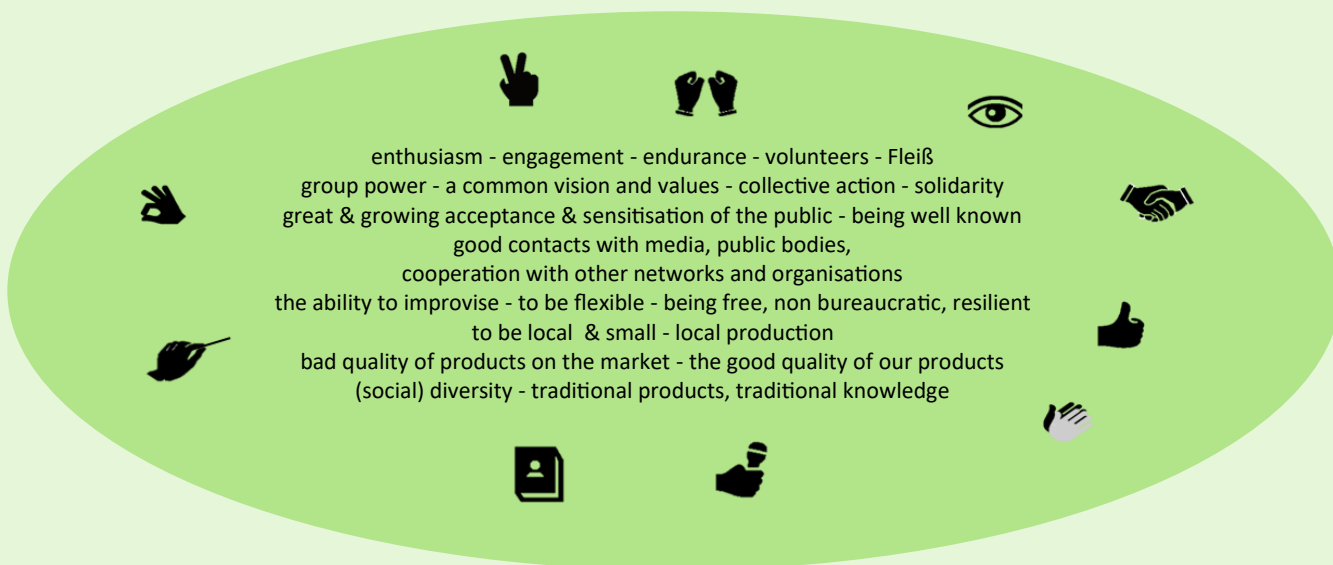 enthusiasm - engagement - endurance - volunteers - Fleiß
group power - a common vision and values - collective action - solidarity
great & growing acceptance & sensitisation of the public - being well known
good contacts with media, public bodies,
cooperation with other networks and organisations
the ability to improvise - to be flexible - being free, non bureaucratic, resilient
to be local  & small - local production
bad quality of products on the market - the good quality of our products
(social) diversity - traditional products, traditional knowledge